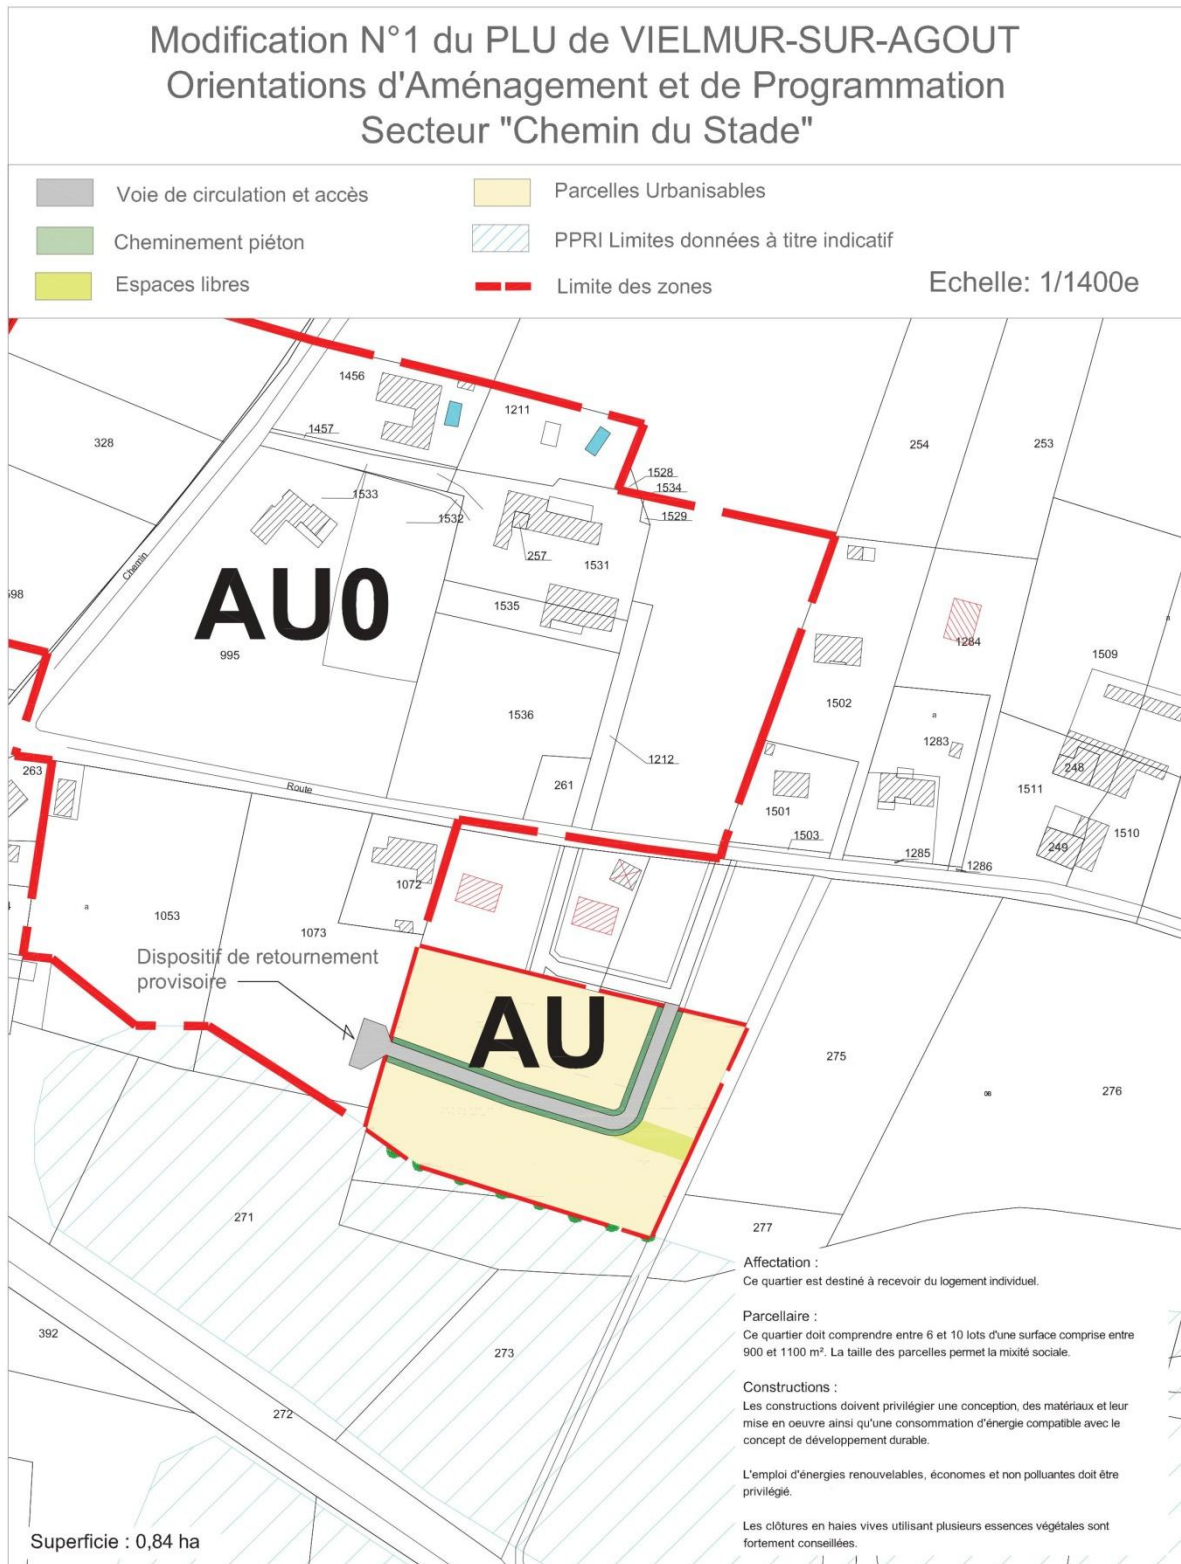 Modification N°1 du PLU de VIELMUR-SUR-AGOUT
Orientations d'Aménagement et de Programmation
Secteur "Chemin du Stade"
Voie de circulation et accès
Parcelles Urbanisables
Cheminement piéton
PPRI Limites données à titre indicatif
Espaces libres
Limite des zones
Echelle: 1/1400e
1456
1211
1457
328
254
253
1528
1534
1533
1532
1529
257
1531
Chemin
AU0
1535
995
1284
1509
a
1502
1536
a
1283
1212
263
Route
261
248
1511
1501
1510
1503
249
1285
1286
1072
a
1053
1073
Dispositif de retournement
provisoire
AU
275
276
271
277
392
273
272
Affectation :
Ce quartier est destiné à recevoir du logement individuel.
Parcellaire :
Ce quartier doit comprendre entre 6 et 10 lots d'une surface comprise entre
900 et 1100 m². La taille des parcelles permet la mixité sociale.
Constructions :
Les constructions doivent privilégier une conception, des matériaux et leur
mise en oeuvre ainsi qu'une consommation d'énergie compatible avec le
concept de développement durable.
L'emploi d'énergies renouvelables, économes et non polluantes doit être
privilégié.
Les clôtures en haies vives utilisant plusieurs essences végétales sont
fortement conseillées.
Superficie : 0,84 ha